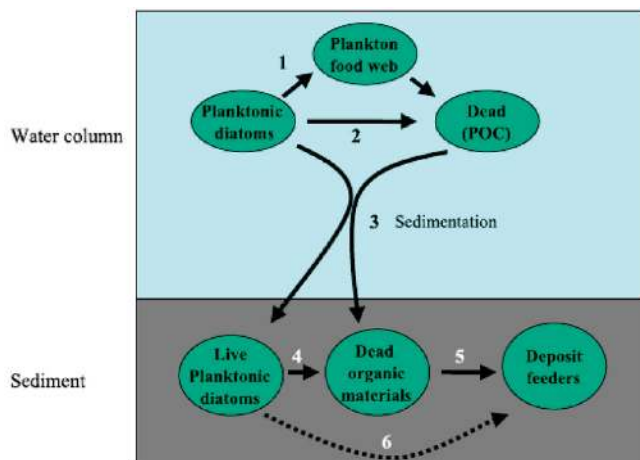 Plankton
food web
1
Planktonic
diatoms
2
Dead
(POC)
Water column
3 Sedimentation
Live
Planktonic
diatoms
4
Dead
organic
materials
5
Deposit
feeders
Sediment
6